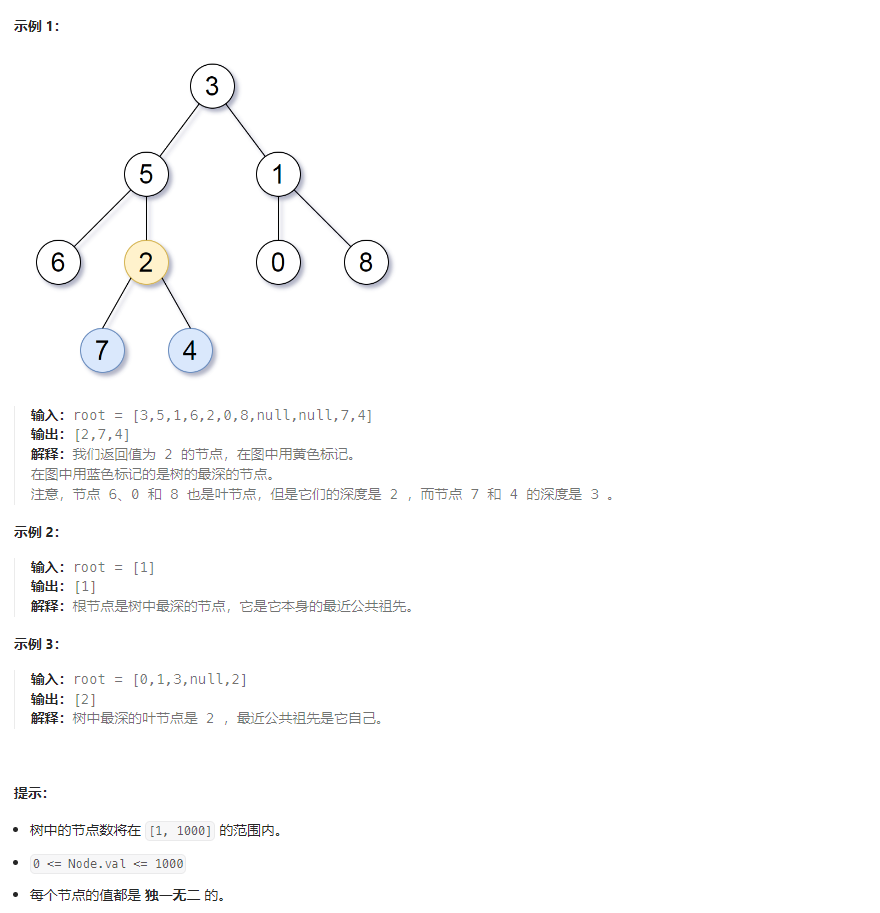 示例 1：
3
5 1
6 2 0 8
7 4
输入：root = [3,5,1,6,2,0,8,null,null,7,4]
输出：[2,7,4]
解释：我们返回值为 2 的节点，在图中用黄色标记。
在图中用蓝色标记的是树的最深的节点。
注意，节点 6、0 和 8 也是叶节点，但是它们的深度是 2 ，而节点 7 和 4 的深度是 3 。
示例 2：
输入：root = [1]
输出：[1]
解释：根节点是树中最深的节点，它是它本身的最近公共祖先。
示例 3：
输入：root = [0,1,3,null,2]
输出：[2]
解释：树中最深的叶节点是 2 ，最近公共祖先是它自己。
提示：
• 树中的节点数将在 [1, 1000] 的范围内。
• 0 <= Node.val <= 1000
• 每个节点的值都是 独一无二 的。